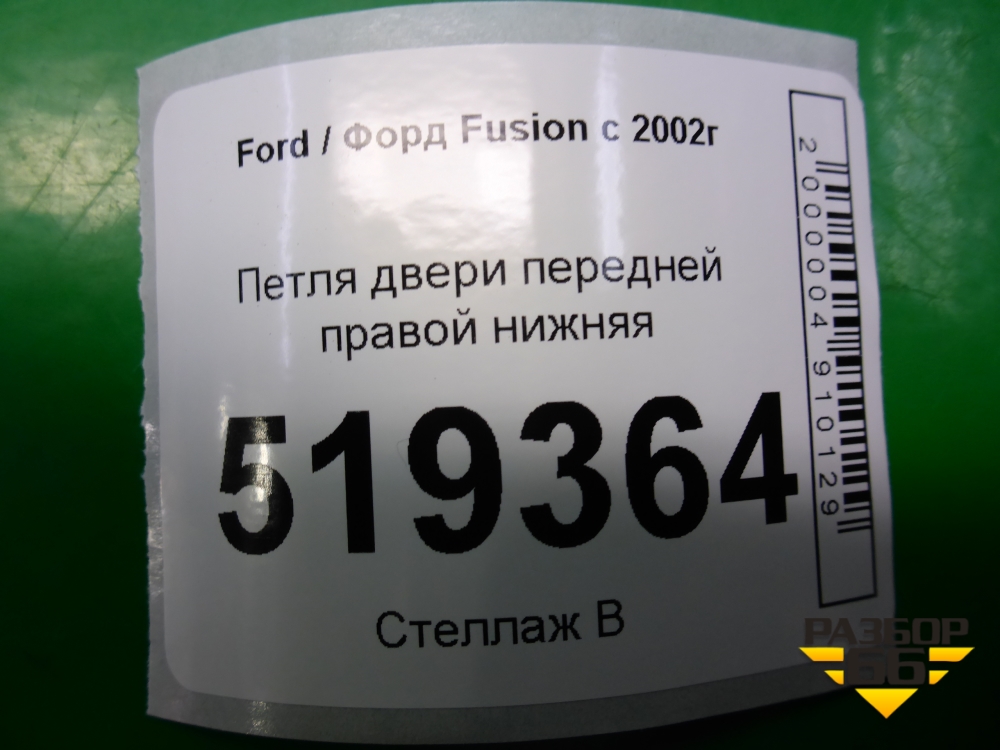 Ford / Форд Fusion с 2002г
Петля двери передней
правой нижняя
519364
Стеллаж В
2000004910129
РАЗБОР
66